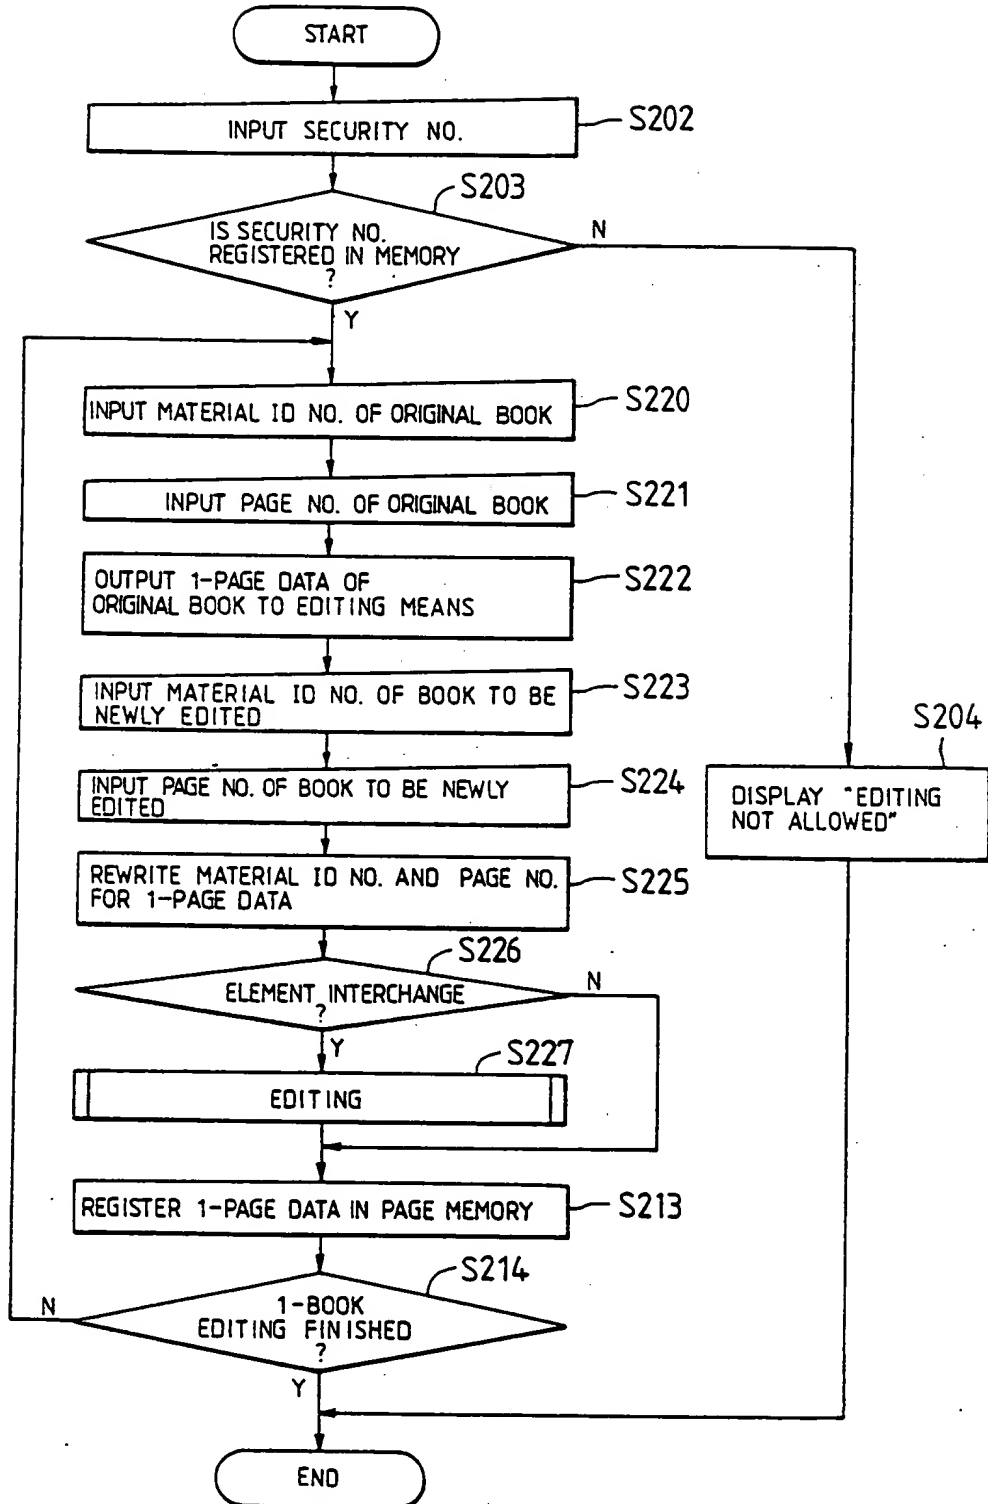 START
INPUT SECURITY NO.
S202
S203
IS SECURITY NO.
REGISTERED IN MEMORY
?
N
Y
INPUT MATERIAL ID NO. OF ORIGINAL BOOK
S220
INPUT PAGE NO. OF ORIGINAL BOOK
S221
OUTPUT 1-PAGE DATA OF
ORIGINAL BOOK TO EDITING MEANS
S222
INPUT MATERIAL ID NO. OF BOOK TO BE
NEWLY EDITED
S223
INPUT PAGE NO. OF BOOK TO BE NEWLY
EDITED
S224
S204
DISPLAY "EDITING
NOT ALLOWED"
REWRITE MATERIAL ID NO. AND PAGE NO.
FOR 1-PAGE DATA
S225
S226
ELEMENT INTERCHANGE
?
N
Y
S227
EDITING
REGISTER 1-PAGE DATA IN PAGE MEMORY
S213
S214
1-BOOK
EDITING FINISHED
?
N
Y
END